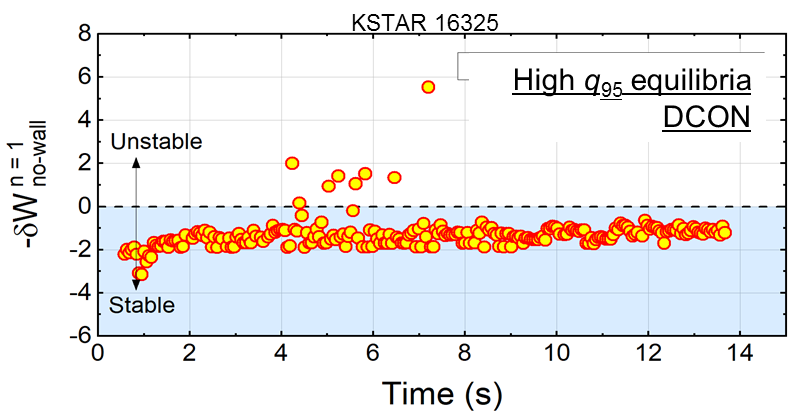 KSTAR 16325
High q95 equilibria
DCON
Unstable
Stable
-δW n = 1 no-wall
8
6
4
2
0
-2
-4
-6
0 2 4 6 8 10 12 14
Time (s)